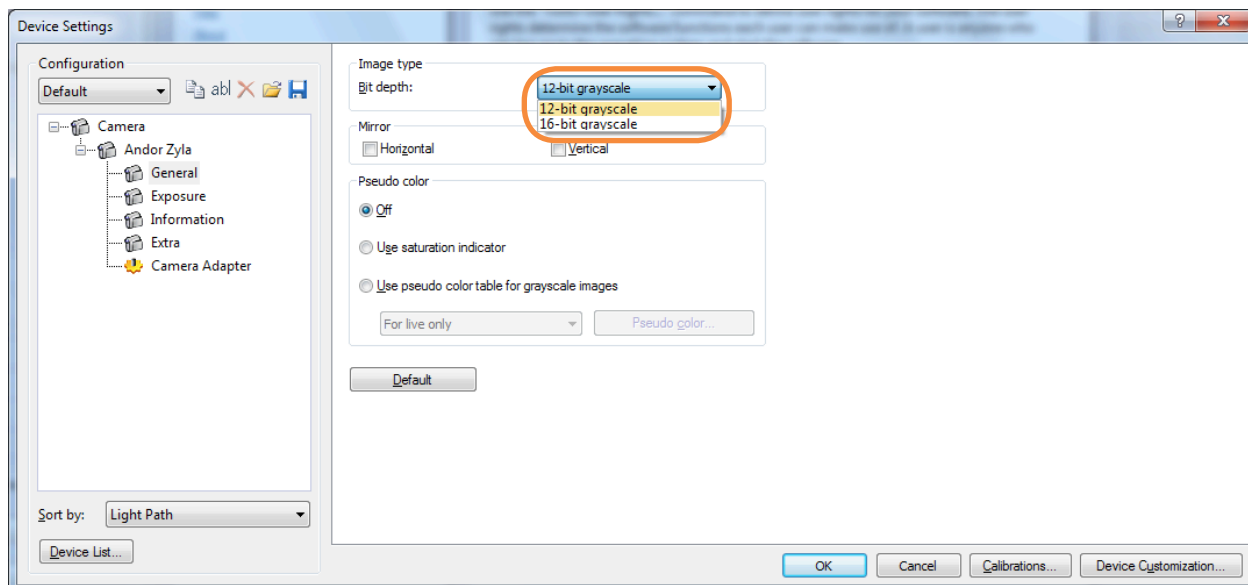 Device Settings
Configuration
Default
abl
Camera
Andor Zyla
General
Exposure
Information
Extra
Camera Adapter
Sort by: Light Path
Device List...
Image type
Bit depth: 12-bit grayscale
12-bit grayscale
16-bit grayscale
Mirror
Horizontal Vertical
Pseudo color
Off
Use saturation indicator
Use pseudo color table for grayscale images
For live only Pseudo color...
Default
OK Cancel Calibrations... Device Customization...